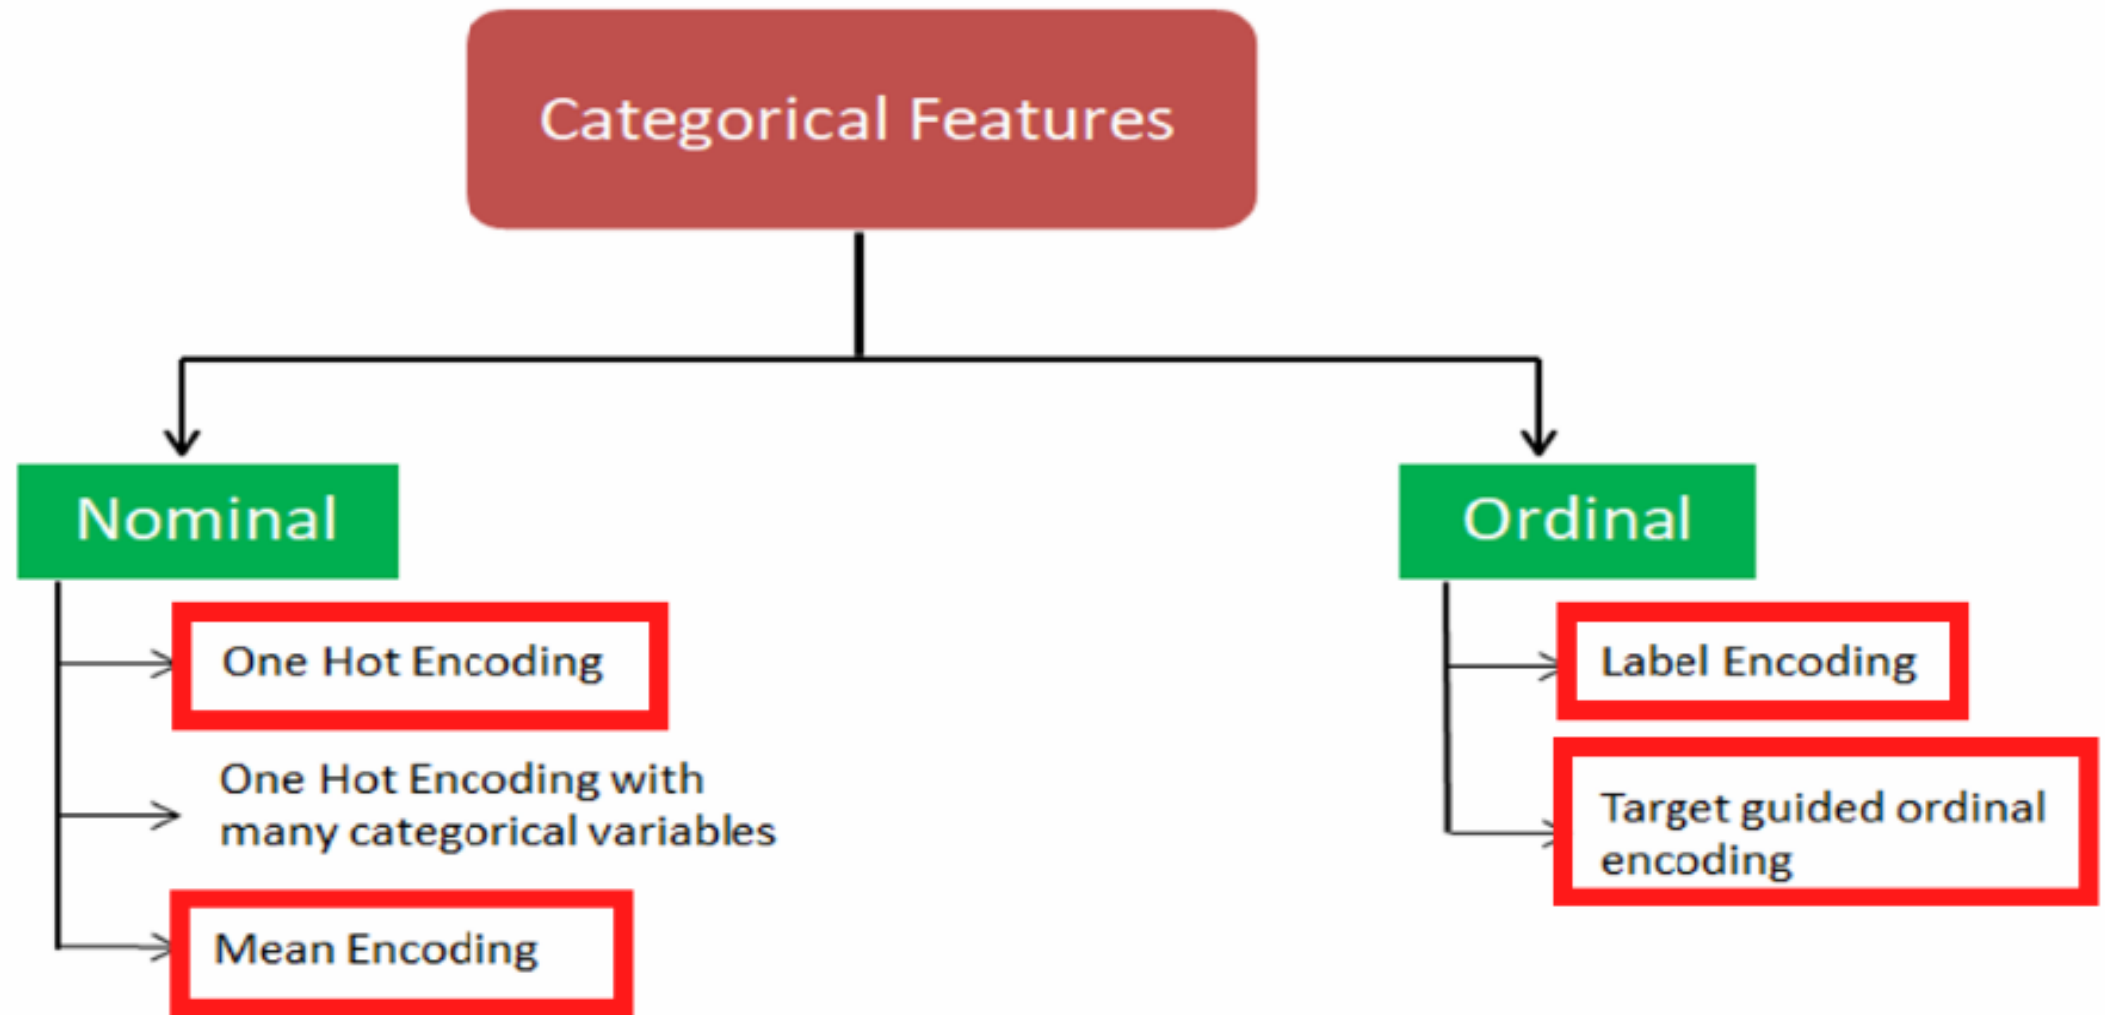 Categorical Features
Nominal
One Hot Encoding
One Hot Encoding with
many categorical variables
Mean Encoding
Ordinal
Label Encoding
Target guided ordinal
encoding